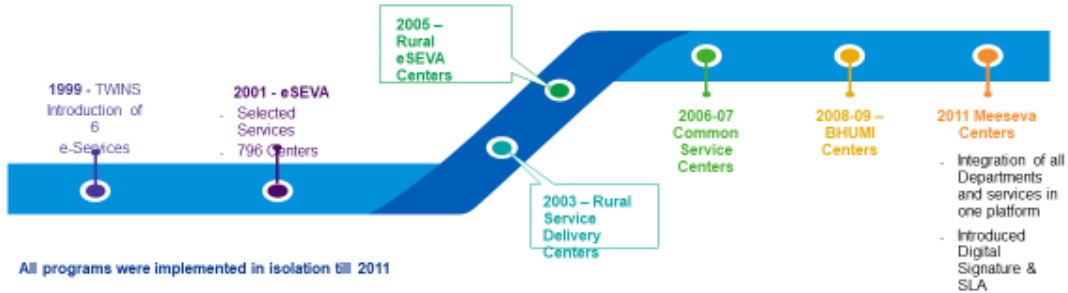 1999 - TWINS
Introduction of
6
e-Services
2001 - eSEVA
- Selected
Services
- 796 Centers
2005 –
Rural
eSEVA
Centers
2003 – Rural
Service
Delivery
Centers
2006-07
Common
Service
Centers
2008-09 –
BHUMI
Centers
2011 Meeseva
Centers
- Integration of all
Departments
and services in
one platform
- Introduced
Digital
Signature &
SLA
All programs were implemented in isolation till 2011